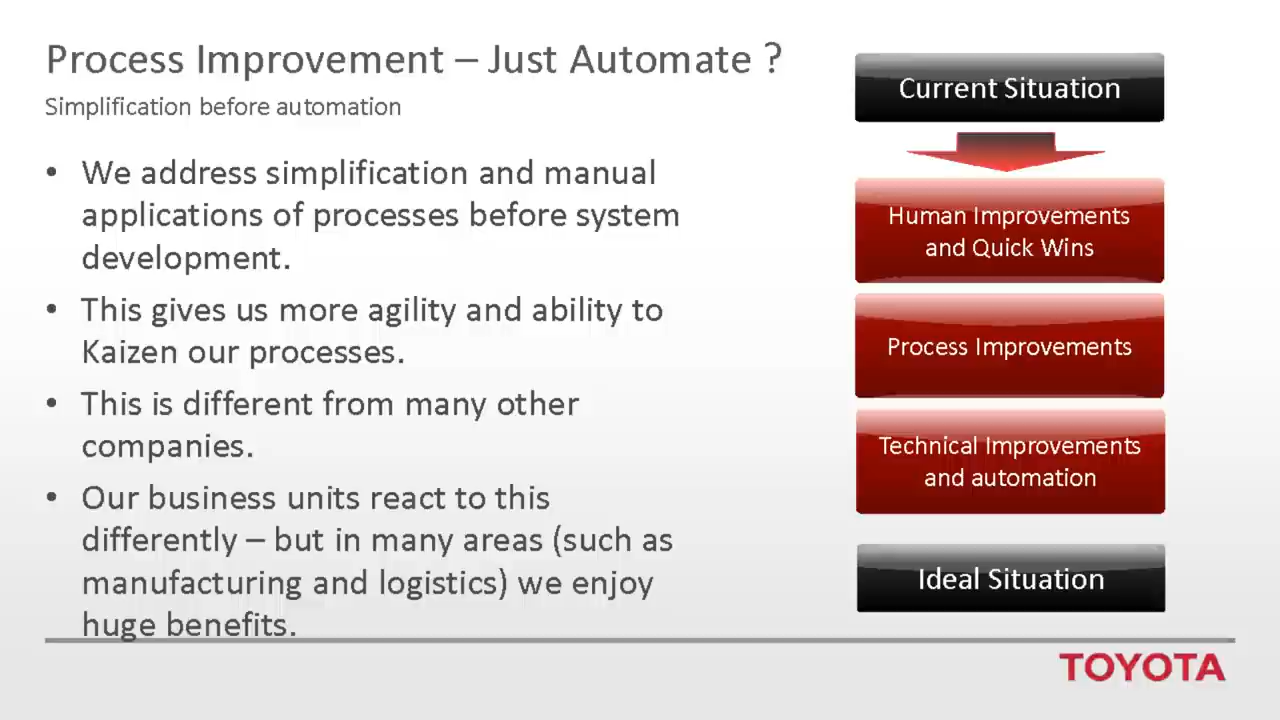 Process Improvement – Just Automate ?
Simplification before automation
• We address simplification and manual
applications of processes before system
development.
• This gives us more agility and ability to
Kaizen our processes.
• This is different from many other
companies.
• Our business units react to this
differently – but in many areas (such as
manufacturing and logistics) we enjoy
huge benefits.
Current Situation
Human Improvements
and Quick Wins
Process Improvements
Technical Improvements
and automation
Ideal Situation
TOYOTA